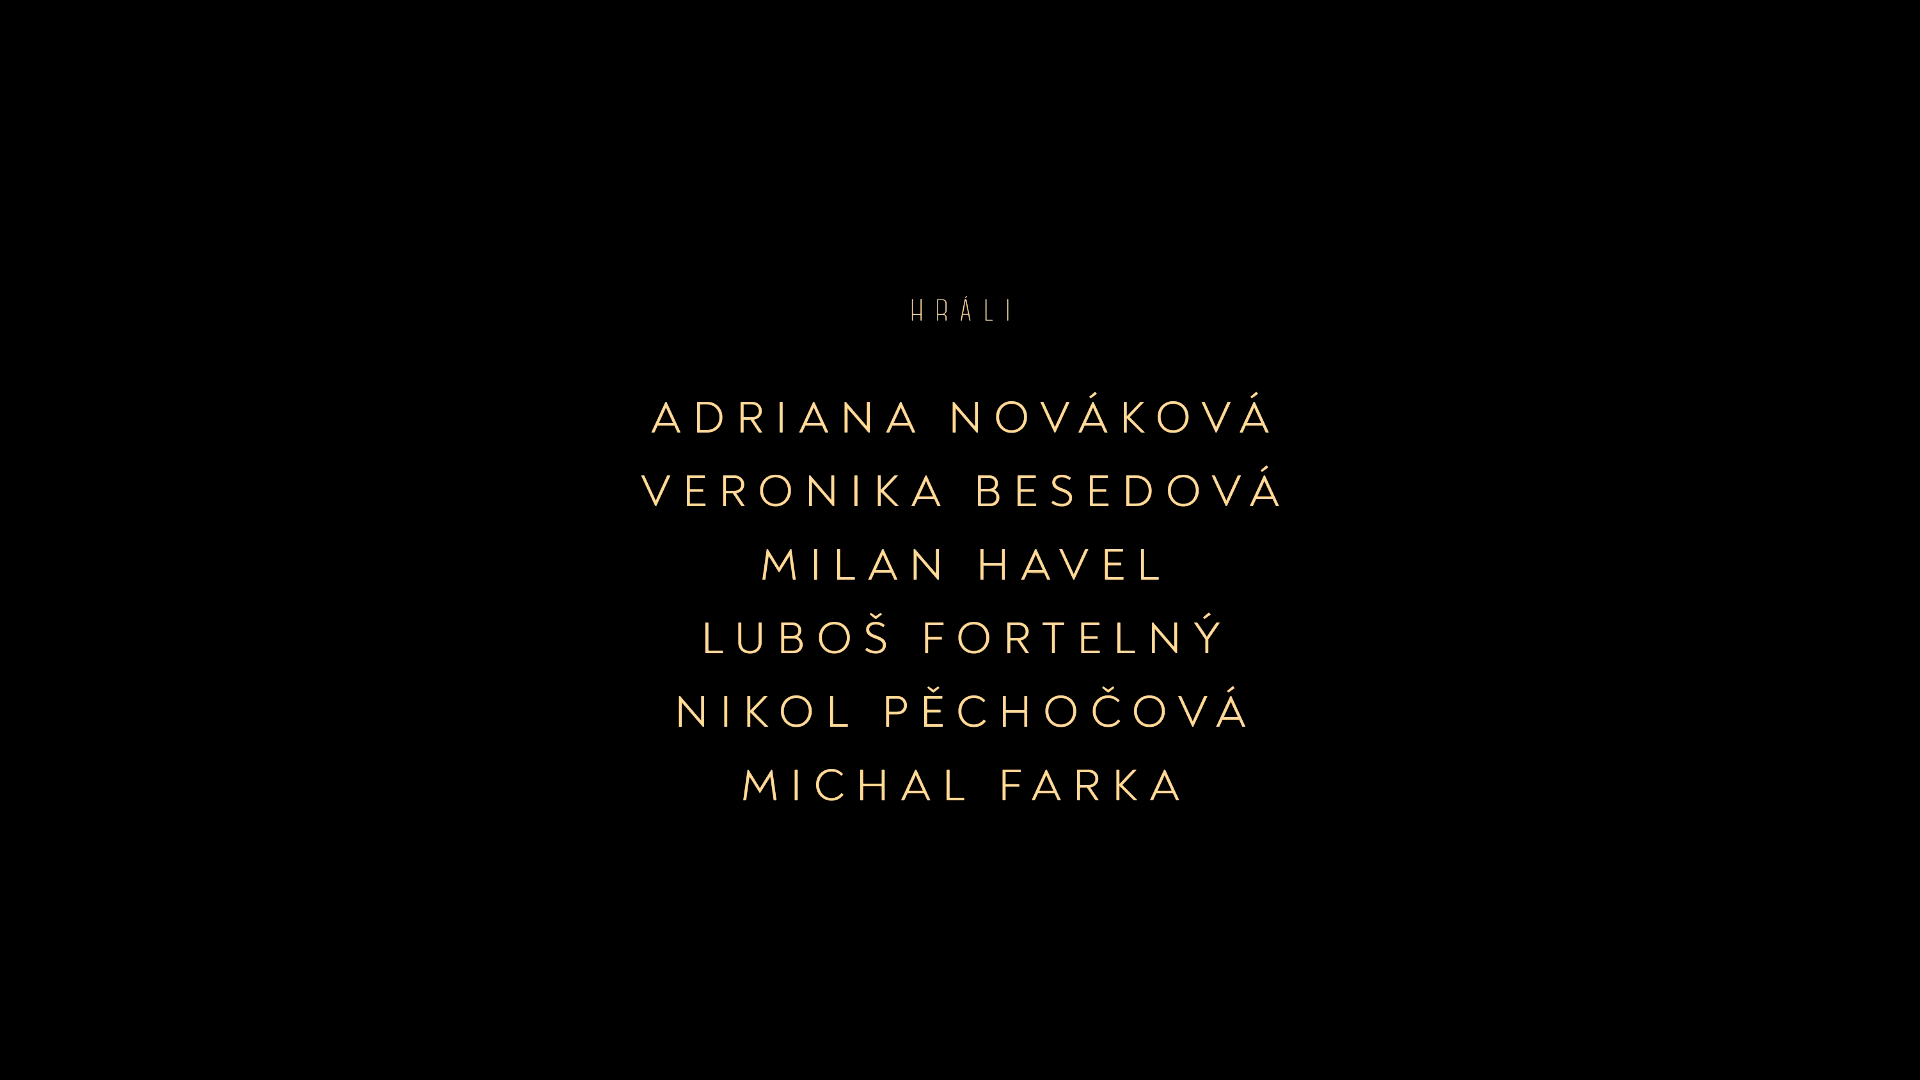 HRÁLI
ADRIANA NOVÁKOVÁ
VERONIKA BESEDOVÁ
MILAN HAVEL
LUBOŠ FORTELNÝ
NIKOL PĚCHOČOVÁ
MICHAL FARKA